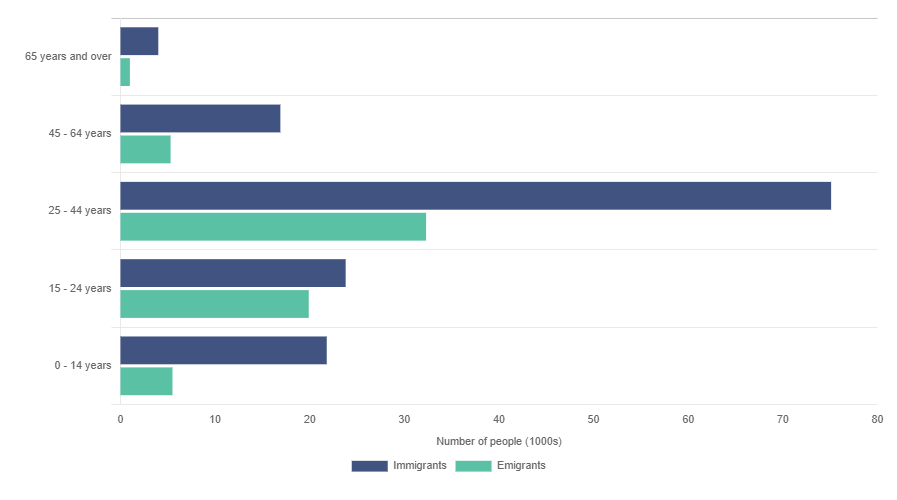 65 years and over
45 - 64 years
25 - 44 years
15 - 24 years
0 - 14 years
0 10 20 30 40 50 60 70 80
Number of people (1000s)
Immigrants Emigrants